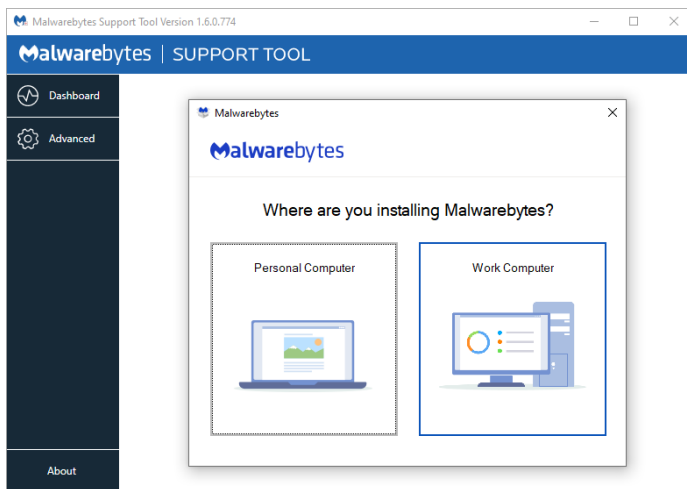 Malwarebytes Support Tool Version 1.6.0.774
Malwarebytes | SUPPORT TOOL
Dashboard
Advanced
Malwarebytes
Malwarebytes
Where are you installing Malwarebytes?
Personal Computer
Work Computer
About